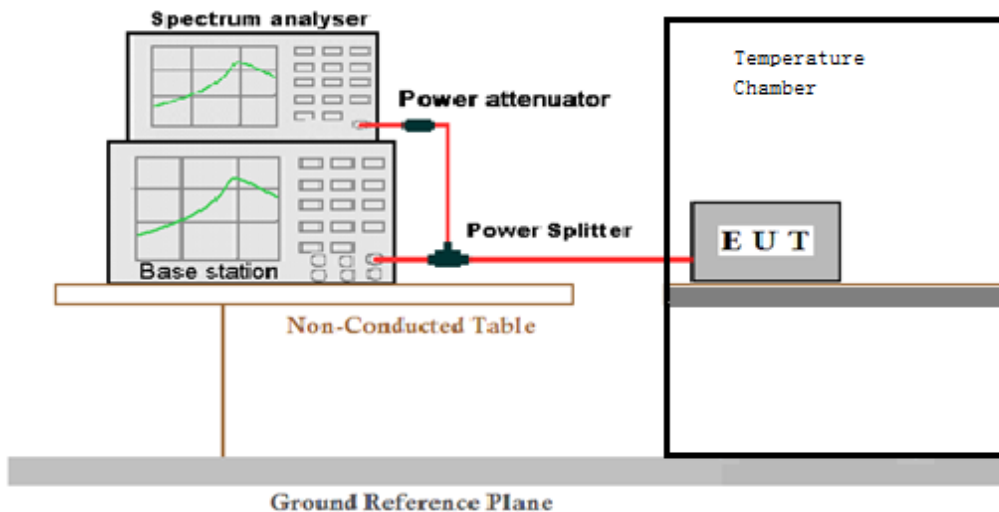 Spectrum analyser
Temperature
Chamber
Power attenuator
Power Splitter
E U T
Base station
Non-Conducted Table
Ground Reference Plane